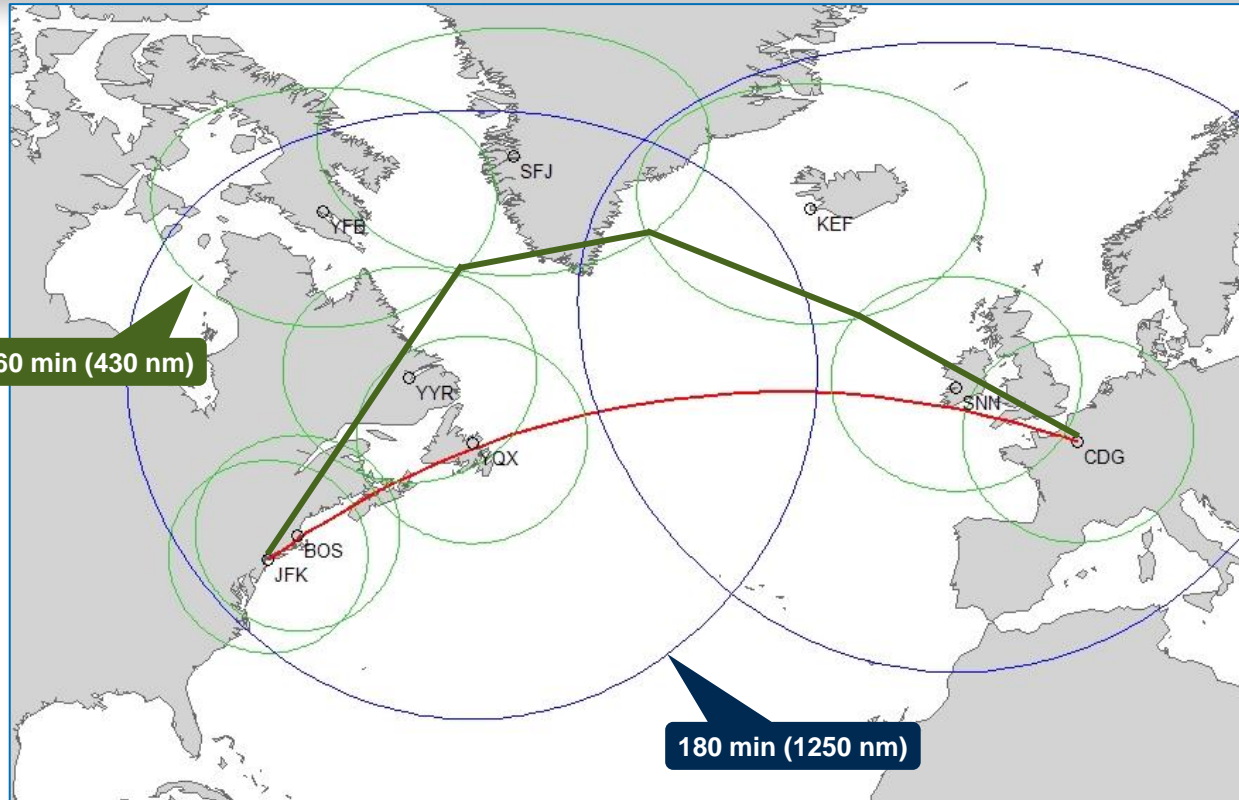 SFJ
YFB
KEF
60 min (430 nm)
YYR
SNN
YQX
CDG
BOS
JFK
180 min (1250 nm)